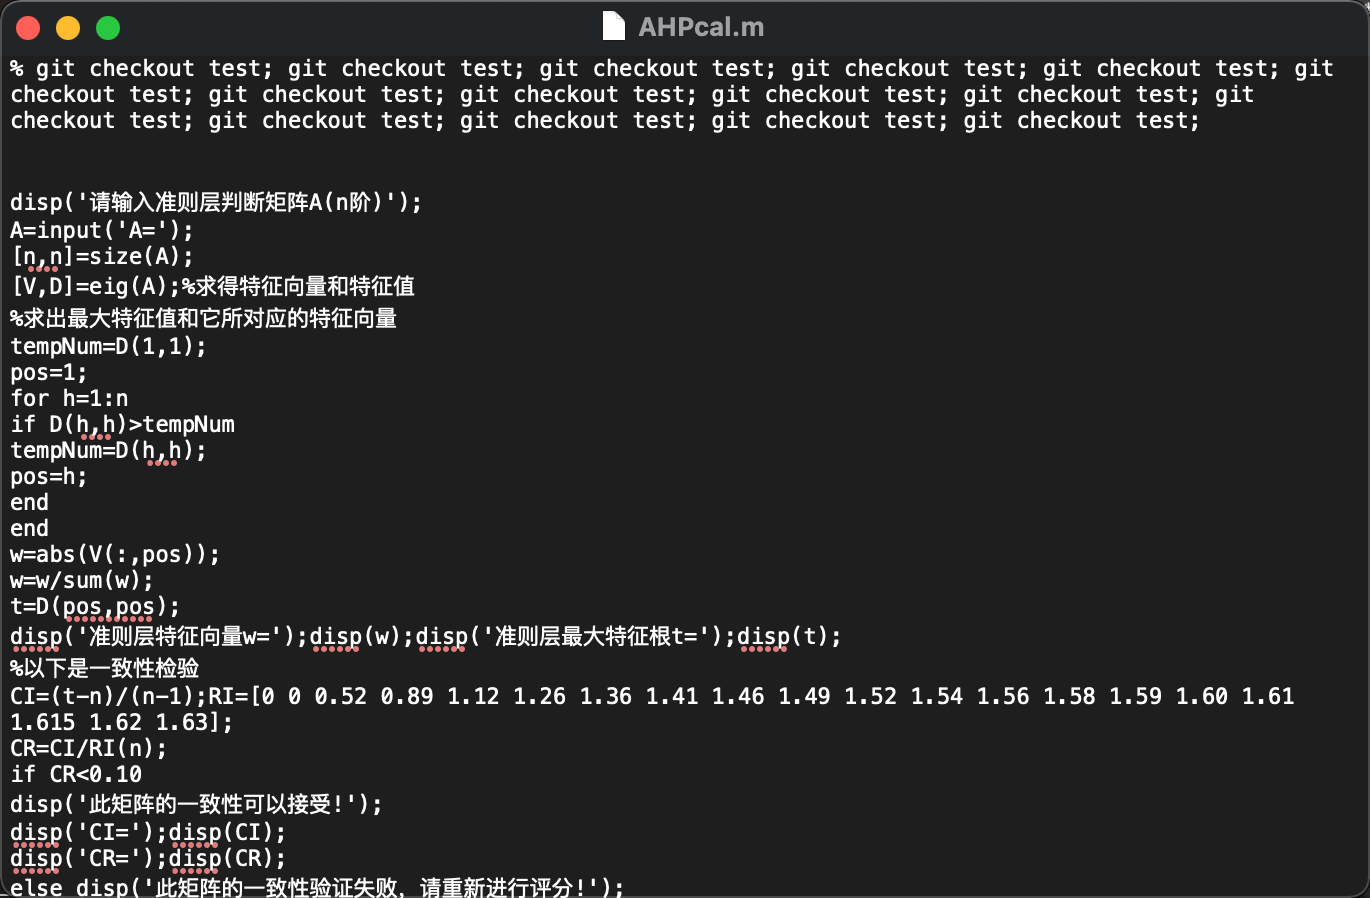 AHPcal.m
% git checkout test; git checkout test; git checkout test; git checkout test; git checkout test; git
checkout test; git checkout test; git checkout test; git checkout test; git checkout test; git
checkout test; git checkout test; git checkout test; git checkout test; git checkout test;
disp('请输入准则层判断矩阵A(n阶)');
A=input('A=');
[n,n]=size(A);
[V,D]=eig(A);%求得特征向量和特征值
%求出最大特征值和它所对应的特征向量
tempNum=D(1,1);
pos=1;
for h=1:n
if D(h,h)>tempNum
tempNum=D(h,h);
pos=h;
end
end
w=abs(V(:,pos));
w=w/sum(w);
t=D(pos,pos);
disp('准则层特征向量w=');disp(w);disp('准则层最大特征根t=');disp(t);
%以下是一致性检验
CI=(t-n)/(n-1);RI=[0 0 0.52 0.89 1.12 1.26 1.36 1.41 1.46 1.49 1.52 1.54 1.56 1.58 1.59 1.60 1.61
1.615 1.62 1.63];
CR=CI/RI(n);
if CR<0.10
disp('此矩阵的一致性可以接受!');
disp('CI=');disp(CI);
disp('CR=');disp(CR);
else disp('此矩阵的一致性验证失败，请重新进行评分!');